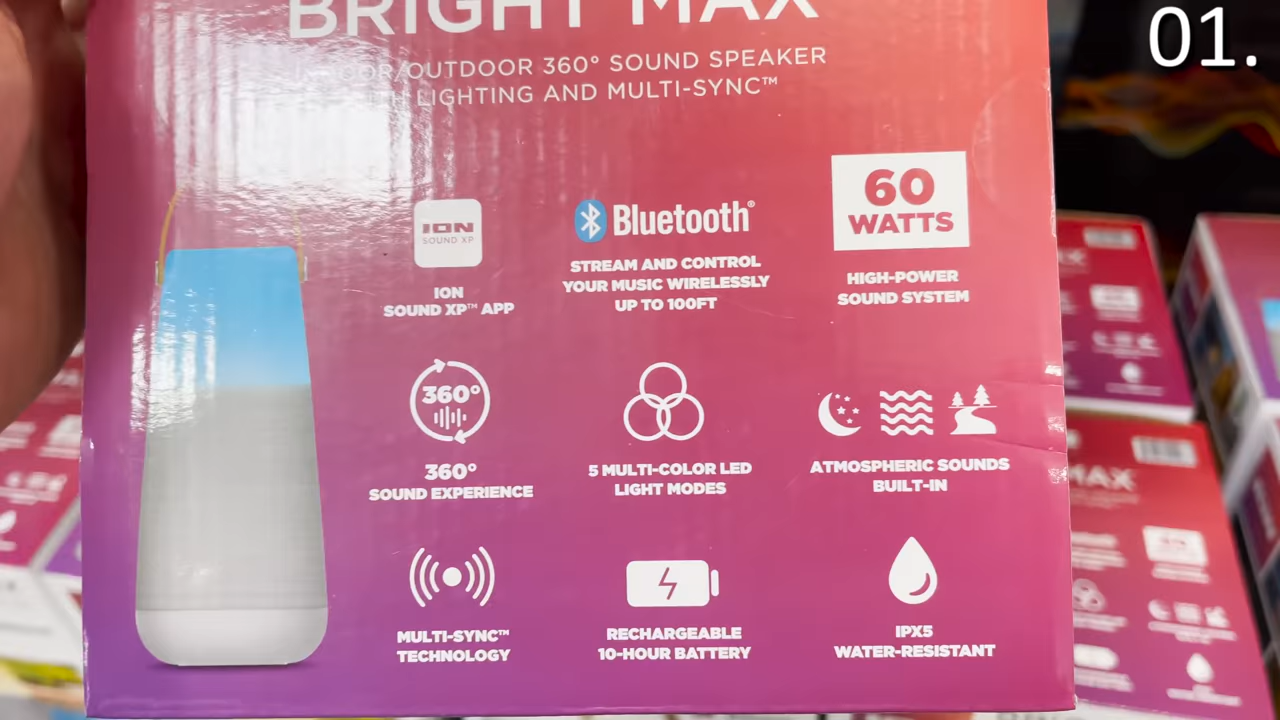 01.
BRIGHT MAX
INDOOR/OUTDOOR 360° SOUND SPEAKER
LIGHTING AND MULTI-SYNC™
ION
SOUND XP
ION
SOUND XP™ APP
Bluetooth®
STREAM AND CONTROL
YOUR MUSIC WIRELESSLY
UP TO 100FT
60
WATTS
HIGH-POWER
SOUND SYSTEM
360°
360°
SOUND EXPERIENCE
5 MULTI-COLOR LED
LIGHT MODES
ATMOSPHERIC SOUNDS
BUILT-IN
MULTI-SYNC™
TECHNOLOGY
RECHARGEABLE
10-HOUR BATTERY
IPX5
WATER-RESISTANT
MAX